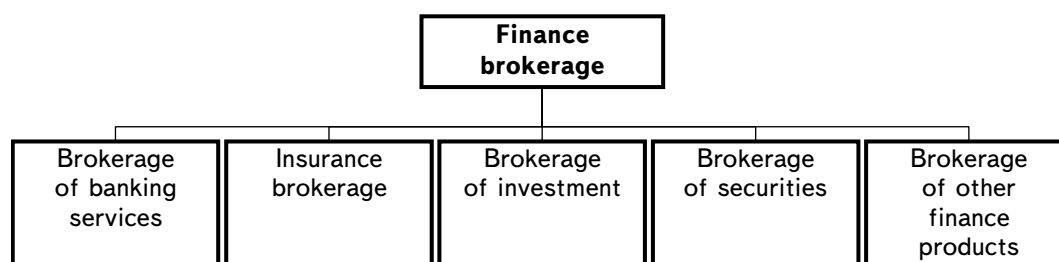 Finance
brokerage
Brokerage
of banking
services
Insurance
brokerage
Brokerage
of investment
Brokerage
of securities
Brokerage
of other
finance
products